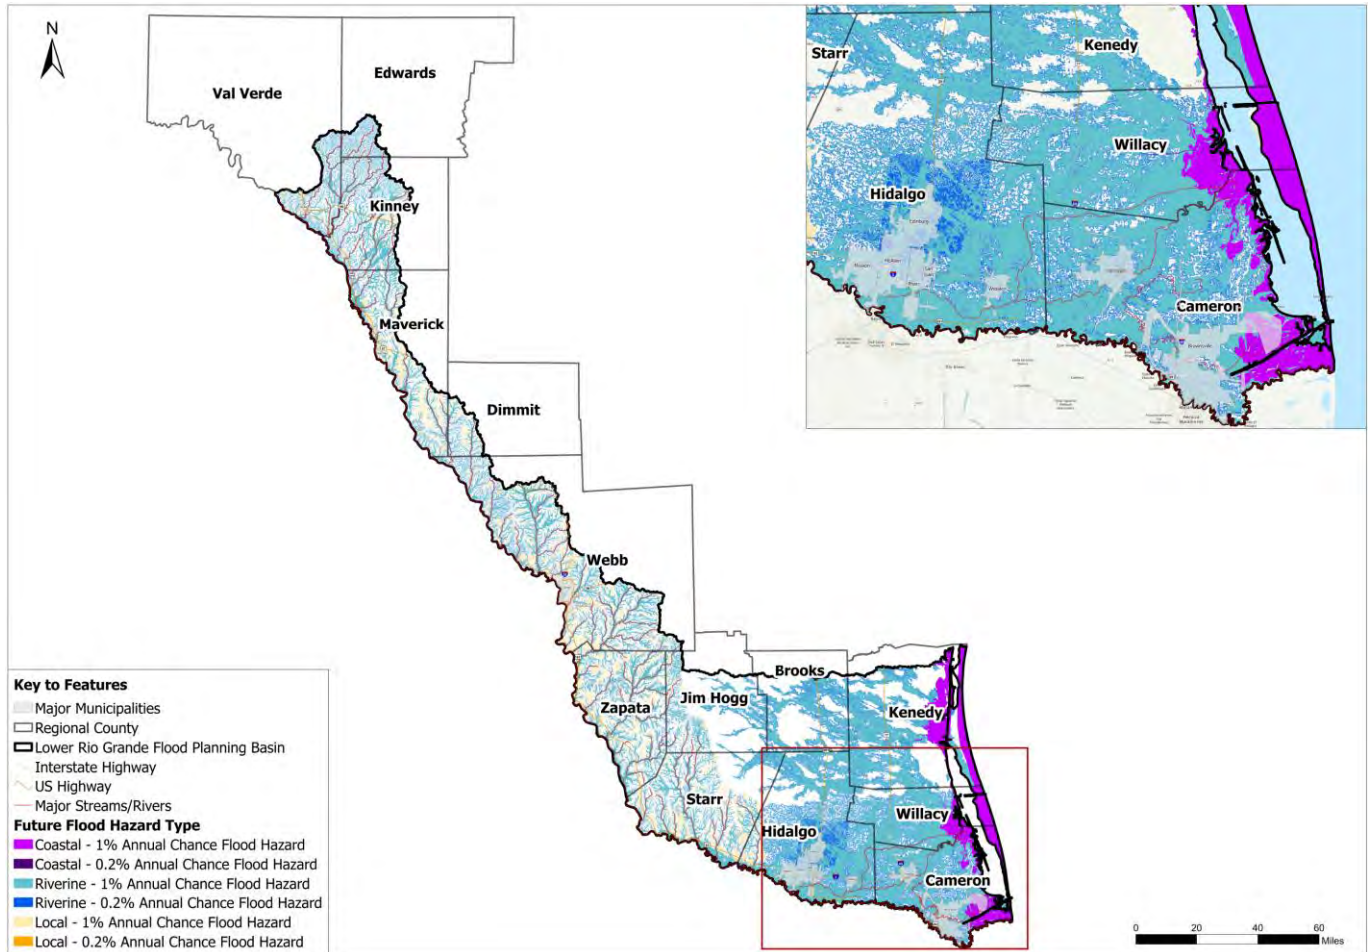 N
Val Verde
Edwards
Kinney
Maverick
Dimmit
Webb
Zapata
Jim Hogg
Brooks
Kenedy
Starr
Hidalgo
Willacy
Cameron
Starr
Kenedy
Willacy
Hidalgo
Cameron
Key to Features
Major Municipalities
Regional County
Lower Rio Grande Flood Planning Basin
Interstate Highway
US Highway
Major Streams/Rivers
Future Flood Hazard Type
Coastal - 1% Annual Chance Flood Hazard
Coastal - 0.2% Annual Chance Flood Hazard
Riverine - 1% Annual Chance Flood Hazard
Riverine - 0.2% Annual Chance Flood Hazard
Local - 1% Annual Chance Flood Hazard
Local - 0.2% Annual Chance Flood Hazard
0 20 40 60
Miles